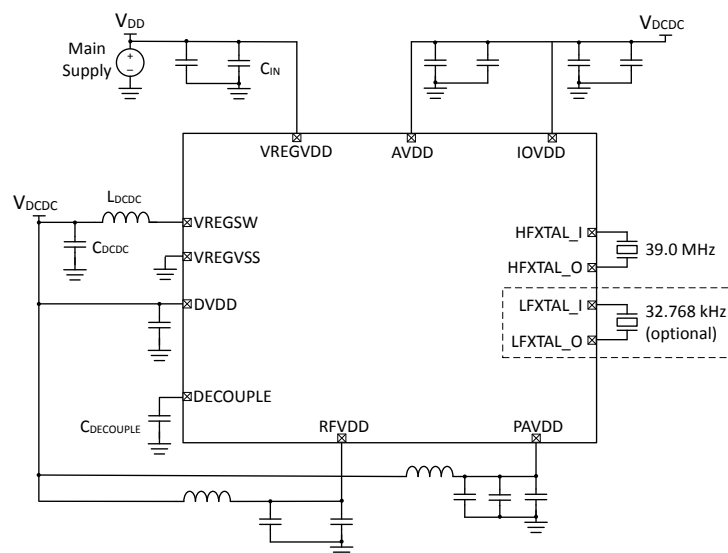 VDD
VDCDC
Main
Supply
+
–
CIN
VREGVDD
AVDD
IOVDD
VDCDC
LDCDC
VREGSW
CDCDC
VREGVSS
DVDD
DECOUPLE
CDECOUPLE
HFXTAL_I
39.0 MHz
HFXTAL_O
LFXTAL_I
32.768 kHz
(optional)
LFXTAL_O
RFVDD
PAVDD